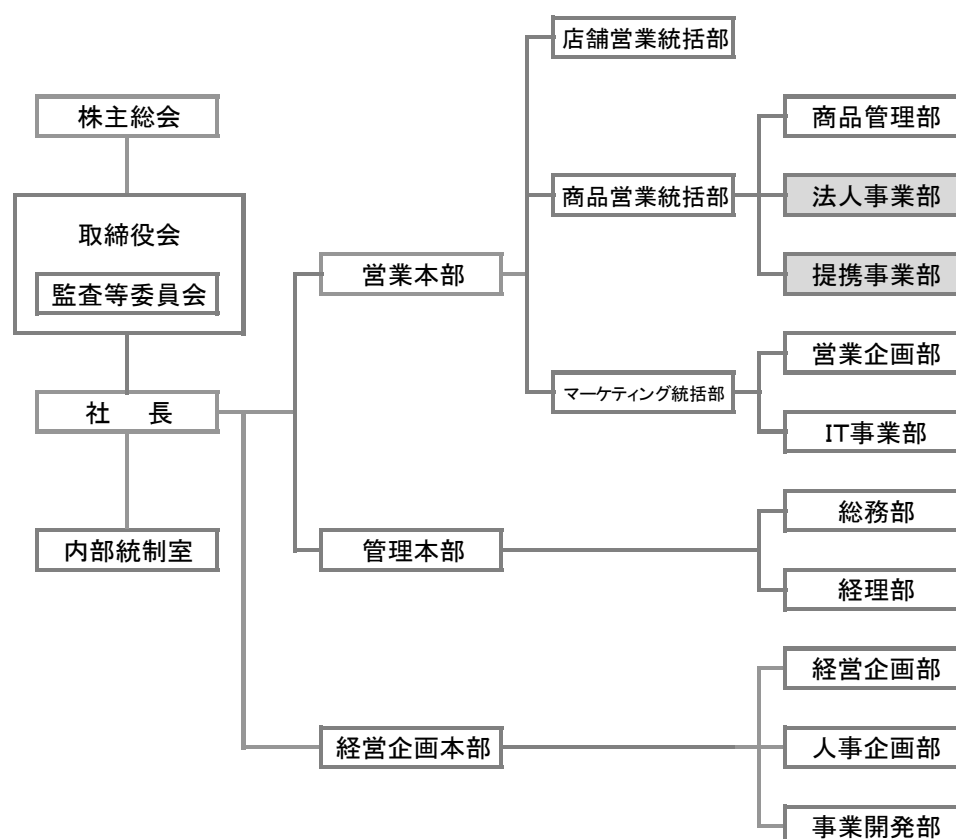 店舗営業統括部
株主総会
商品管理部
取締役会
商品営業統括部
法人事業部
営業本部
提携事業部
監査等委員会
営業企画部
社　長
マーケティング統括部
IT事業部
総務部
内部統制室
管理本部
経理部
経営企画部
経営企画本部
人事企画部
事業開発部